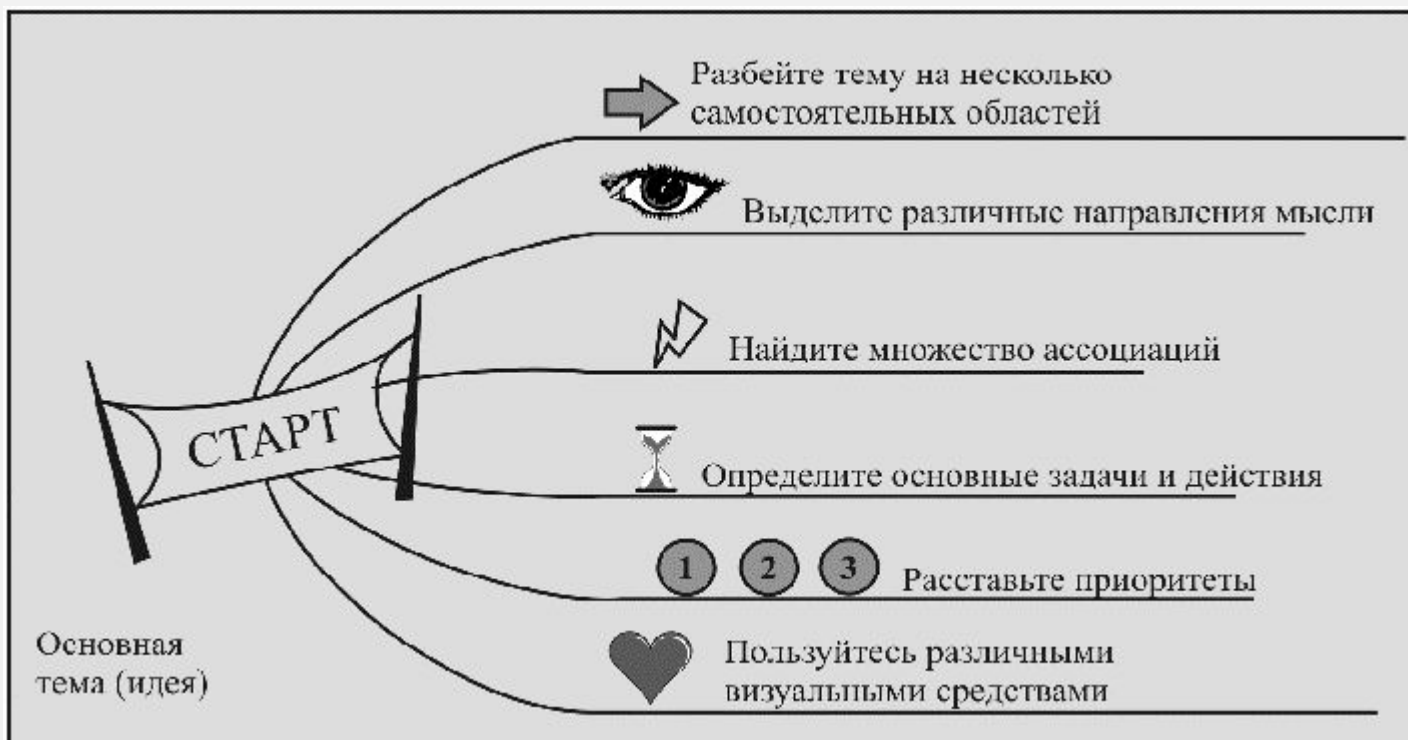 Разбейте тему на несколько
самостоятельных областей
Выделите различные направления мысли
Найдите множество ассоциаций
СТАРТ
Определите основные задачи и действия
1 2 3 Расставьте приоритеты
Основная
тема (идея)
Пользуйтесь различными
визуальными средствами